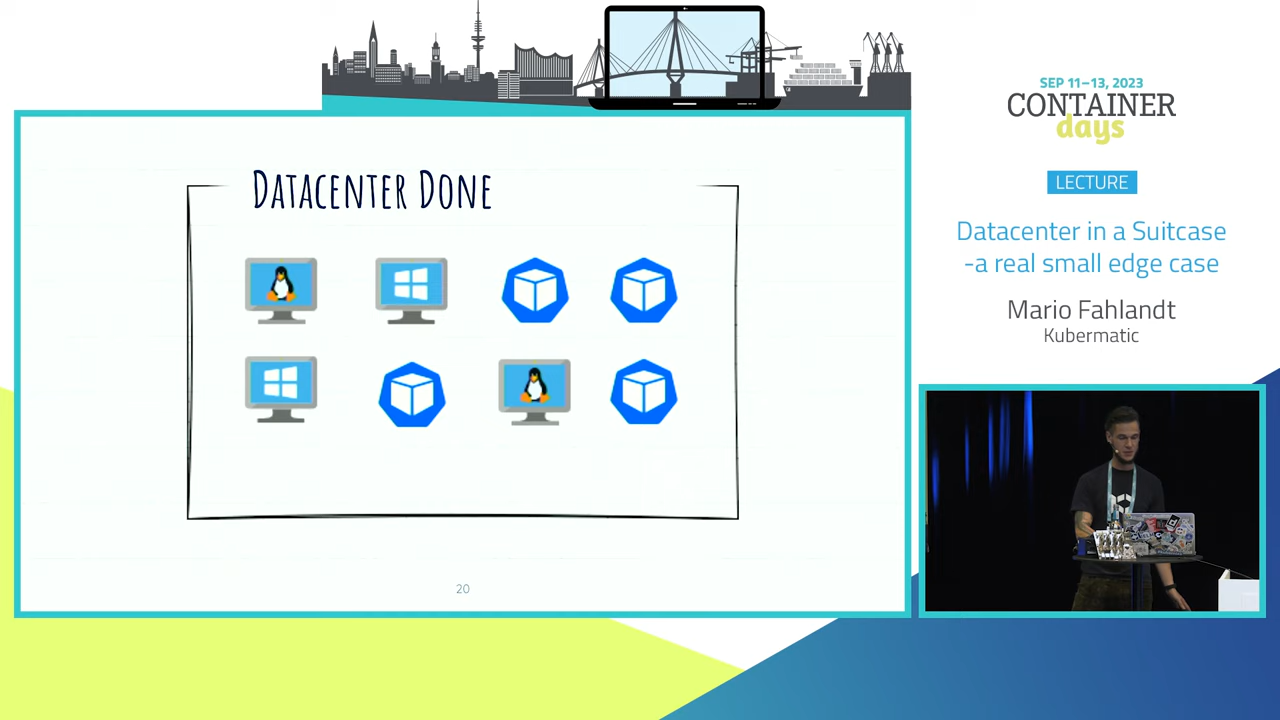 DATACENTER DONE
20
SEP 11–13, 2023
CONTAINER
days
LECTURE
Datacenter in a Suitcase
-a real small edge case
Mario Fahlandt
Kubermatic